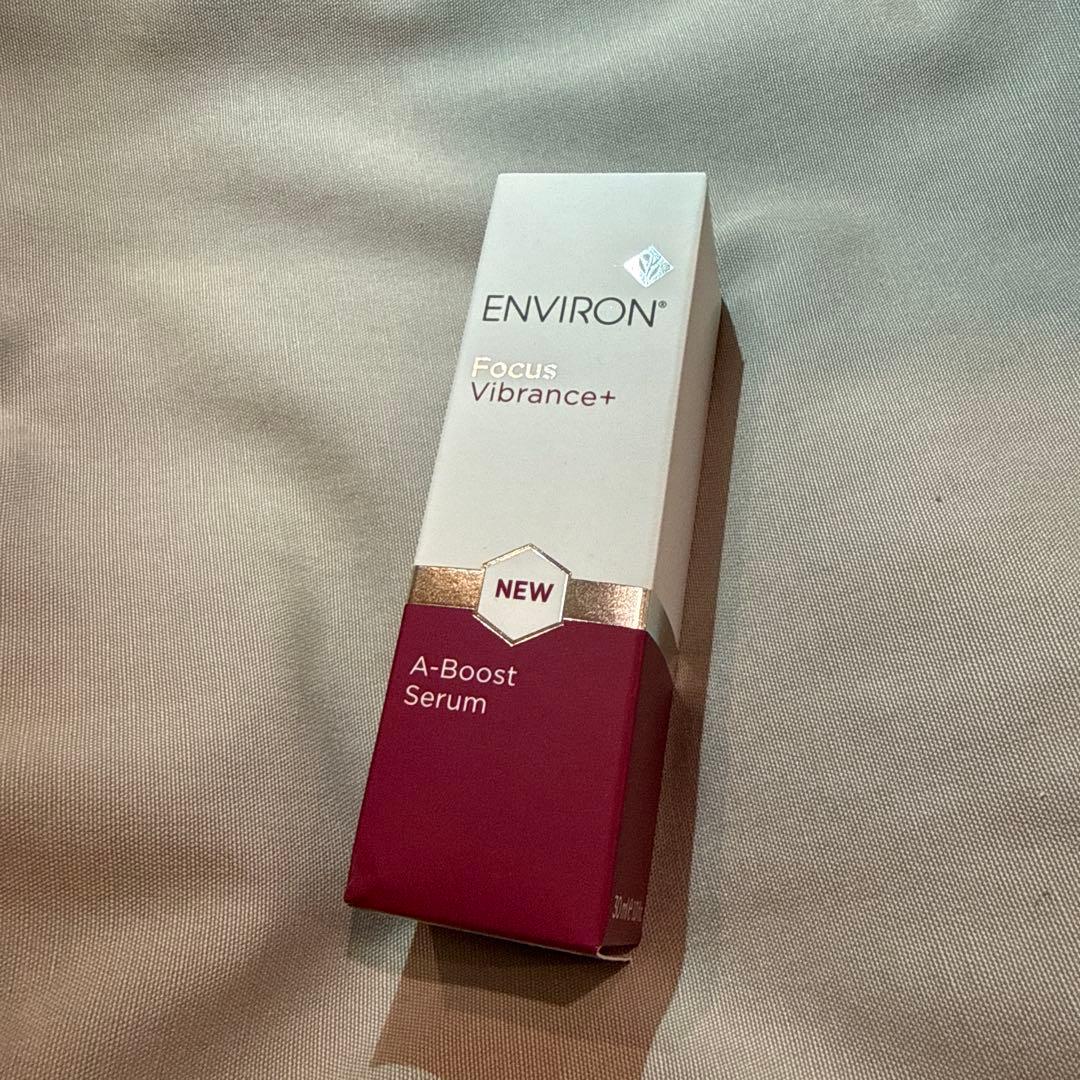 ENVIRON®
Focus
Vibrance+
NEW
A-Boost
Serum